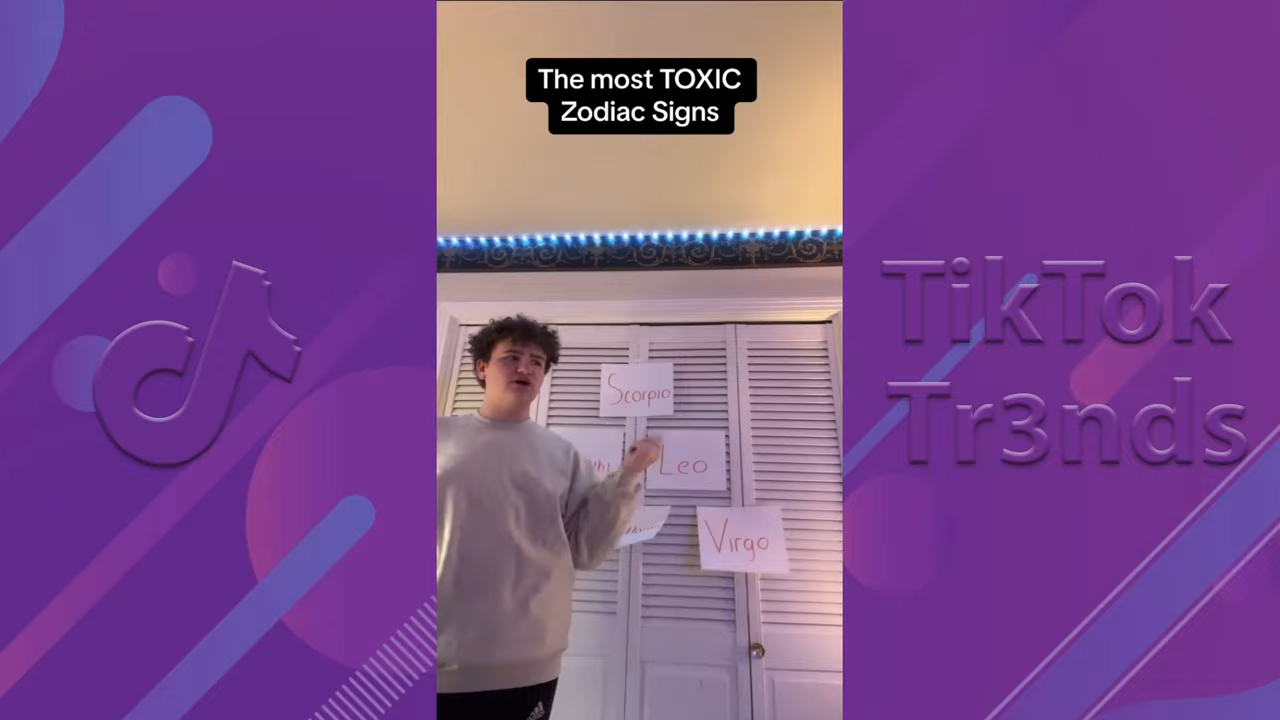 The most TOXIC
Zodiac Signs
TikTok
Tr3nds
Scorpio
Leo
Virgo